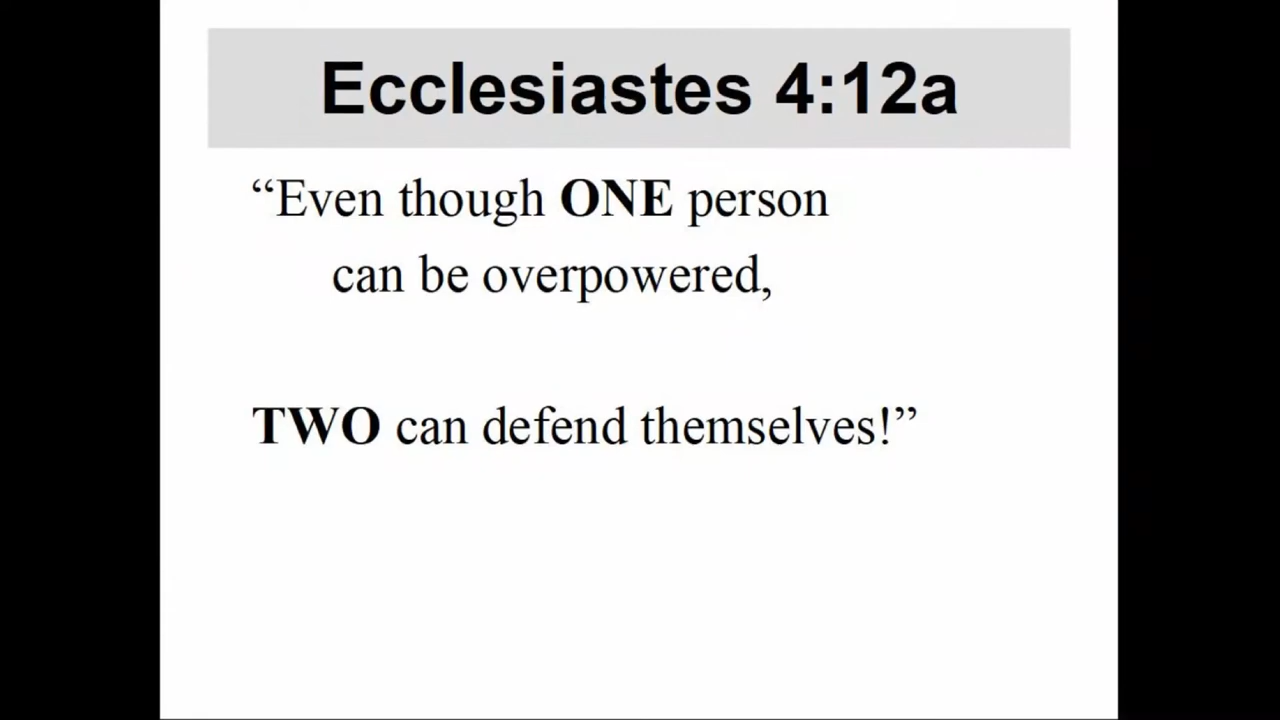 Ecclesiastes 4:12a
“Even though ONE person
can be overpowered,
TWO can defend themselves!”